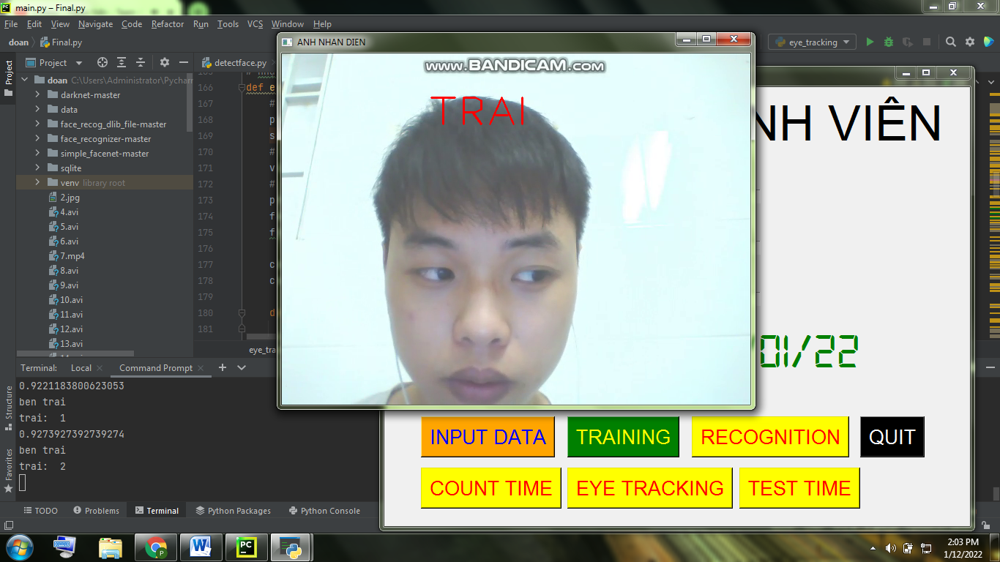 main.py – Final.py
File Edit View Navigate Code Refactor Run Tools VCS Window Help
doan Final.py
eye_tracking
Project
Project
detectface.py
doan C:\Users\Administrator\Pychar
darknet-master
data
face_recog_dlib_file-master
face_recognizer-master
simple_facenet-master
sqlite
venv library root
2.jpg
4.avi
5.avi
6.avi
7.mp4
8.avi
9.avi
10.avi
11.avi
12.avi
13.avi
166 def e
167 #
168 p
169 s
170 #
171 v
172 #
173 p
174 f
175 f
176
177 c
178 c
179
180 d
181
ANH NHAN DIEN
www.BANDICAM.com
TRAI
NH VIÊN
/01/22
INPUT DATA TRAINING RECOGNITION QUIT
COUNT TIME EYE TRACKING TEST TIME
eye_tra
Terminal: Local Command Prompt
0.9221183800623053
ben trai
trai: 1
0.9273927392739274
ben trai
trai: 2
Structure
Favorites
TODO Problems Terminal Python Packages Python Console
2:03 PM
1/12/2022